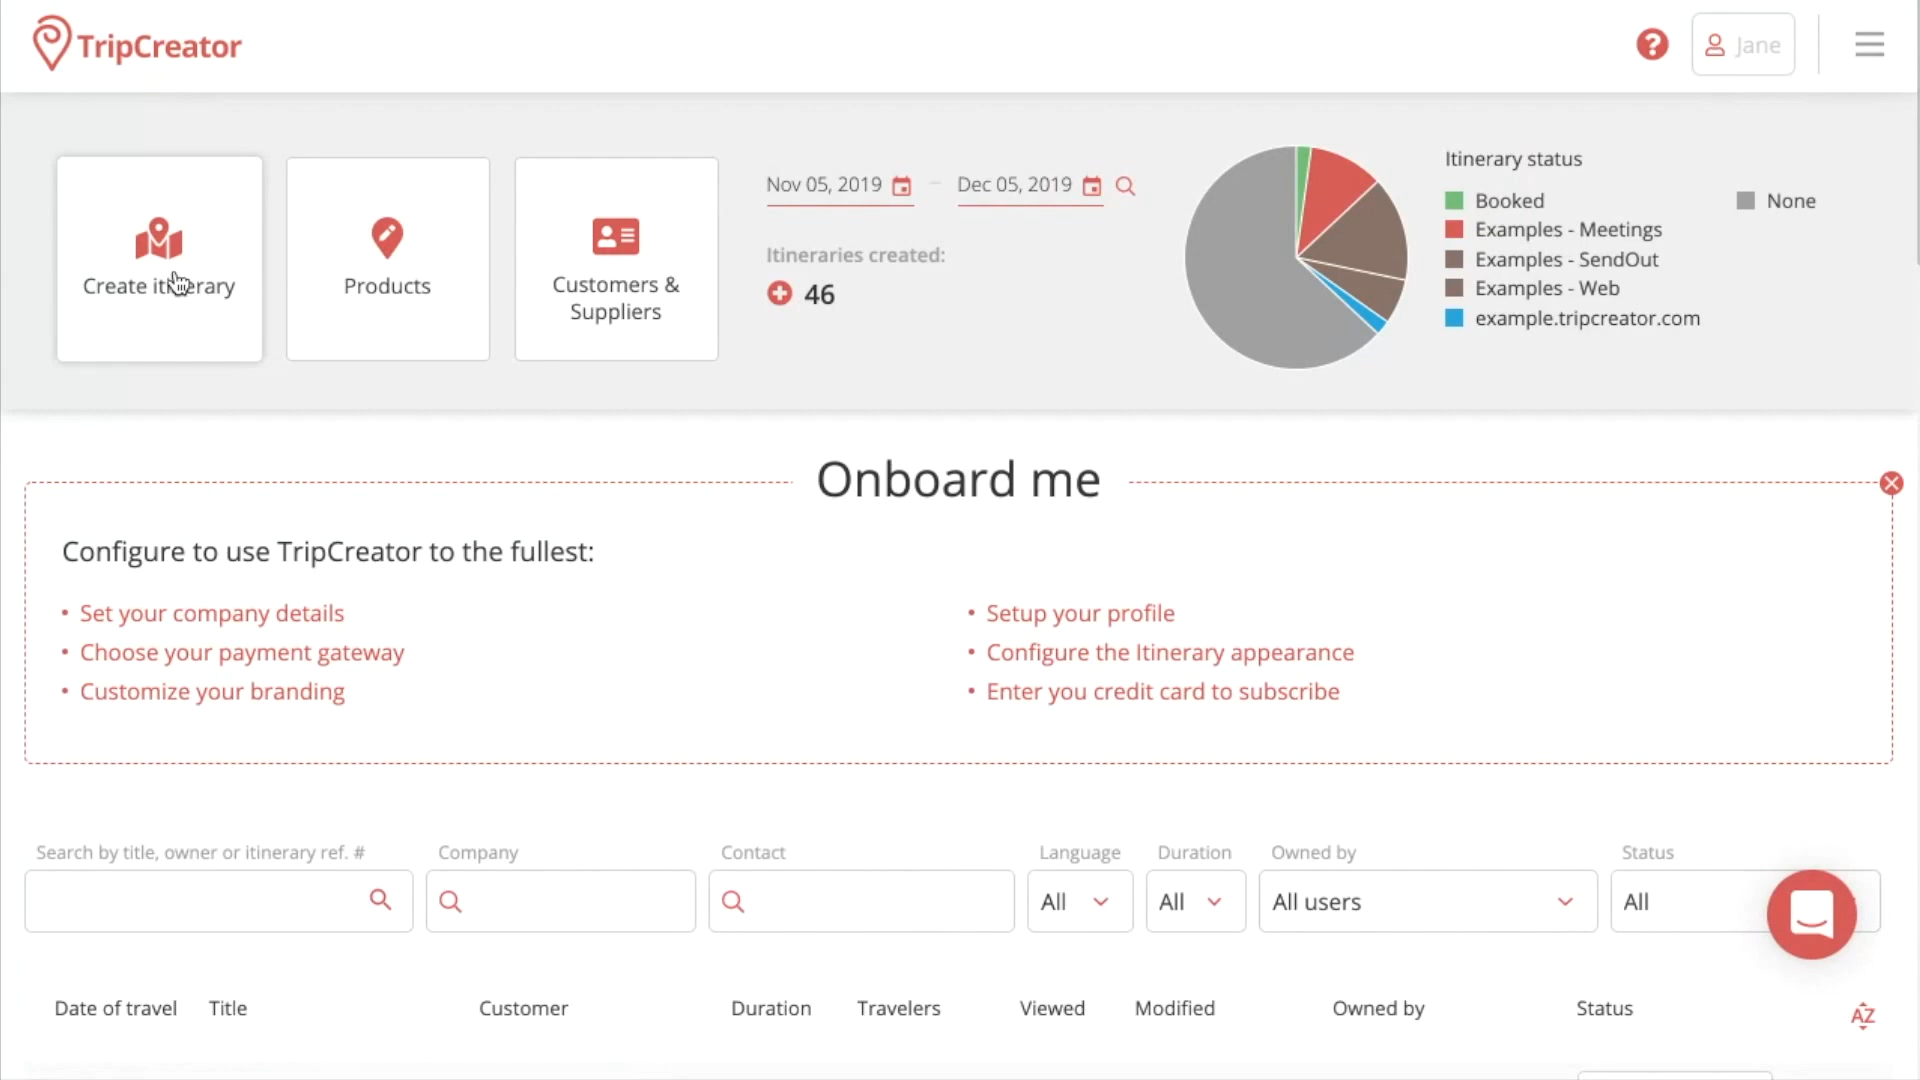 TripCreator
Jane
Create itinerary
Products
Customers &
Suppliers
Nov 05, 2019 – Dec 05, 2019
Itineraries created:
46
Itinerary status
Booked
Examples - Meetings
Examples - SendOut
Examples - Web
example.tripcreator.com
None
Onboard me
Configure to use TripCreator to the fullest:
• Set your company details
• Choose your payment gateway
• Customize your branding
• Setup your profile
• Configure the Itinerary appearance
• Enter you credit card to subscribe
Search by title, owner or itinerary ref. #
Company
Contact
Language
All
Duration
All
Owned by
All users
Status
All
Date of travel Title Customer Duration Travelers Viewed Modified Owned by Status AZ